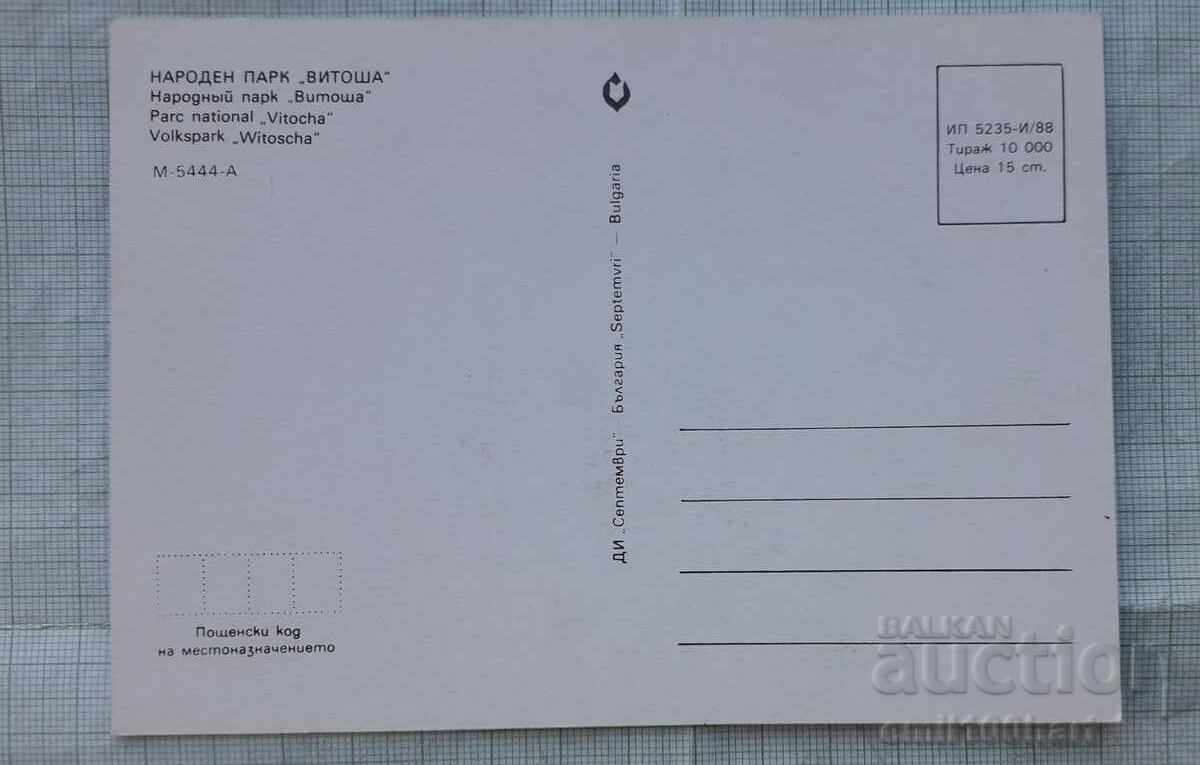 НАРОДЕН ПАРК „ВИТОША"
Народный парк „Витоша"
Parc national „Vitocha"
Volkspark „Witoscha"
М-5444-А
ДИ „Септември" – България „Septemvri" – Bulgaria
ИП 5235-И/88
Тираж 10 000
Цена 15 ст.
Пощенски код
на местоназначението
BALKAN
auction